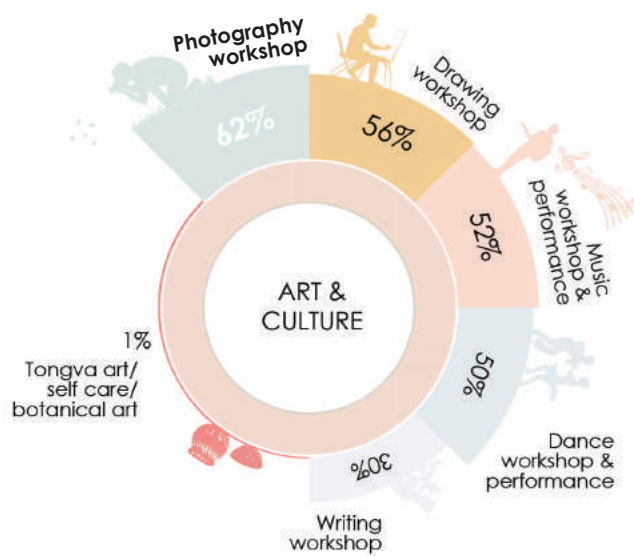 Photography
workshop
62%
56%
Drawing
workshop
52%
Music
workshop &
performance
50%
Dance
workshop &
performance
30%
Writing
workshop
1%
Tongva art/
self care/
botanical art
ART &
CULTURE